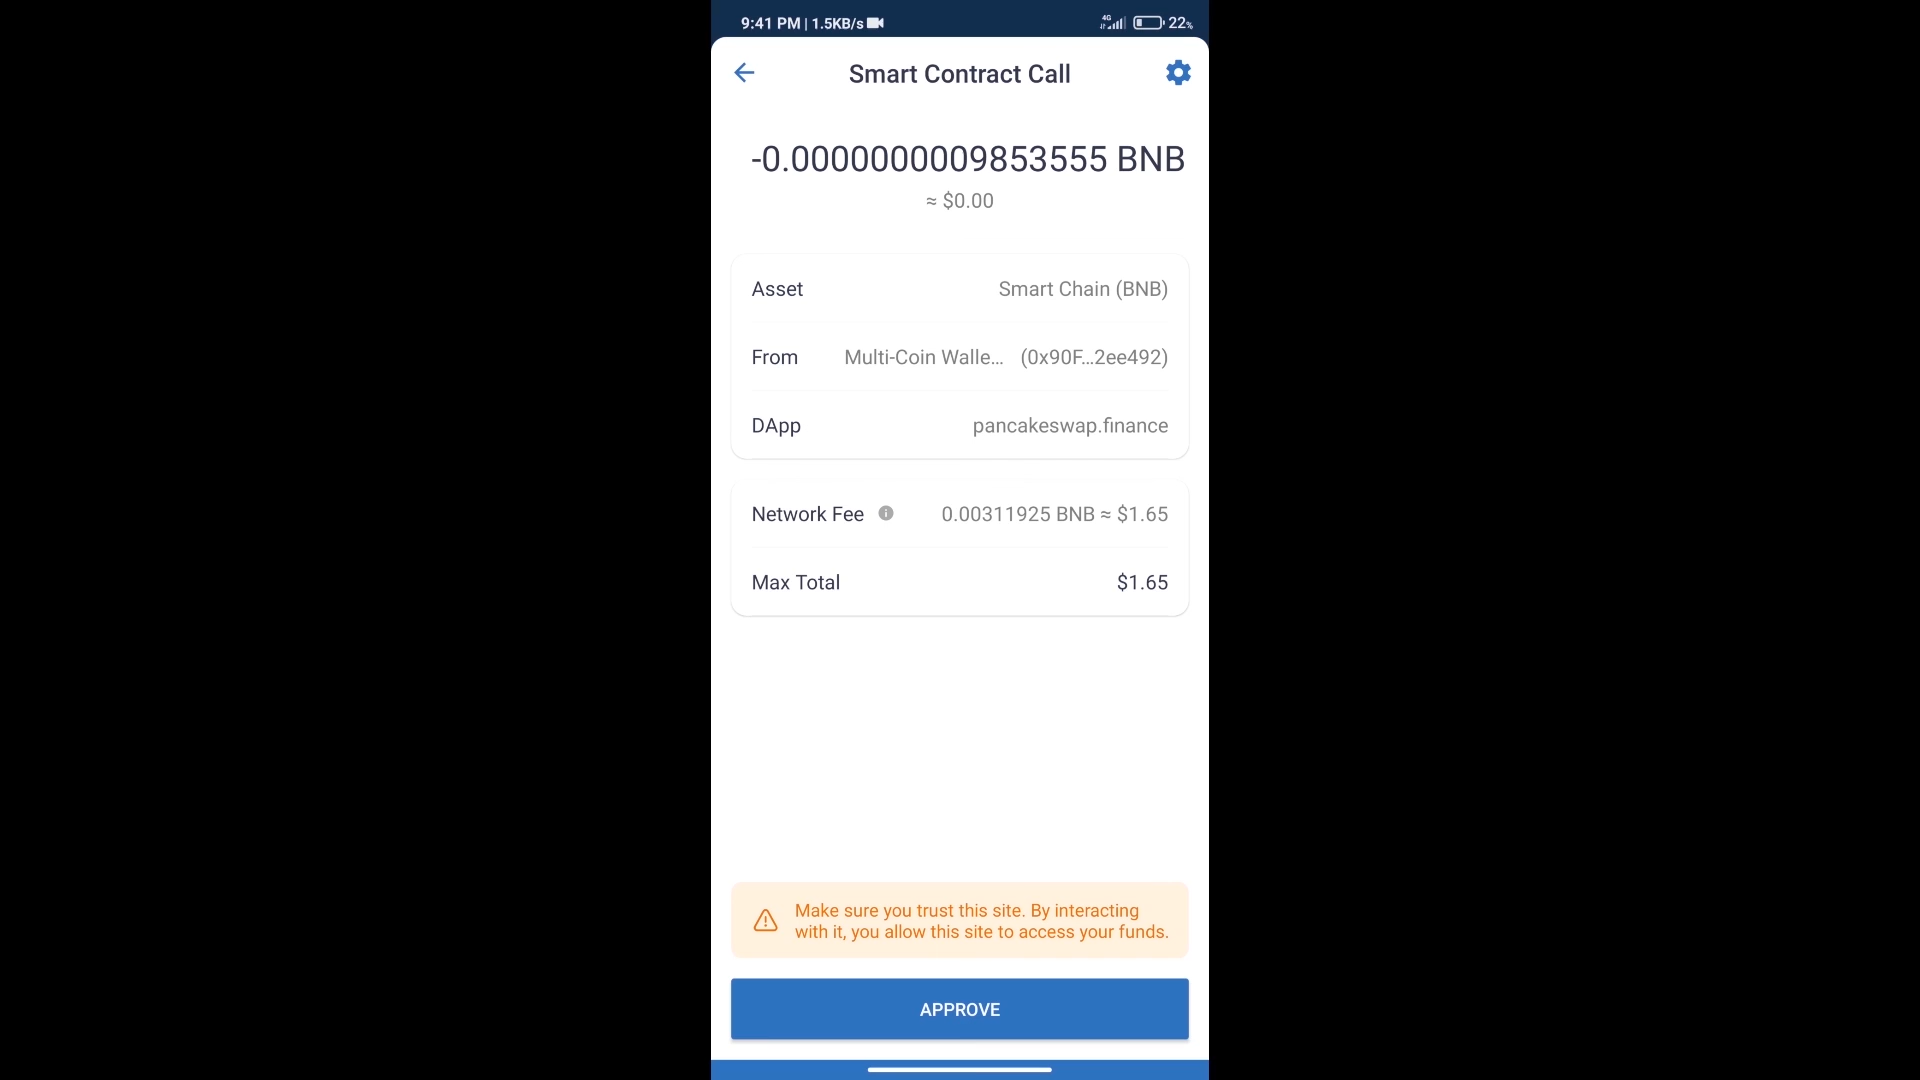 9:41 PM | 1.5KB/s 4G 22%
Smart Contract Call
-0.0000000009853555 BNB
≈ $0.00
Asset Smart Chain (BNB)
From Multi-Coin Walle... (0x90F...2ee492)
DApp pancakeswap.finance
Network Fee 0.00311925 BNB ≈ $1.65
Max Total $1.65
Make sure you trust this site. By interacting
with it, you allow this site to access your funds.
APPROVE